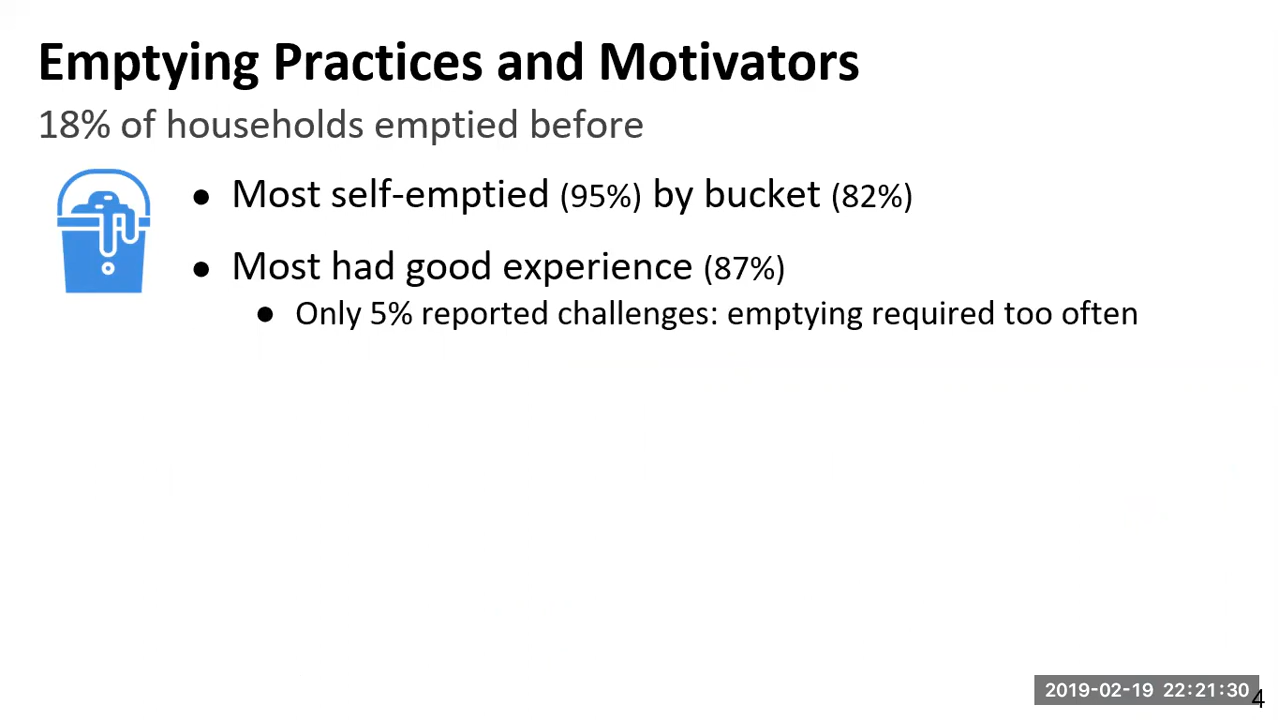 Emptying Practices and Motivators
18% of households emptied before
● Most self-emptied (95%) by bucket (82%)
● Most had good experience (87%)
● Only 5% reported challenges: emptying required too often
2019-02-19 22:21:30
4